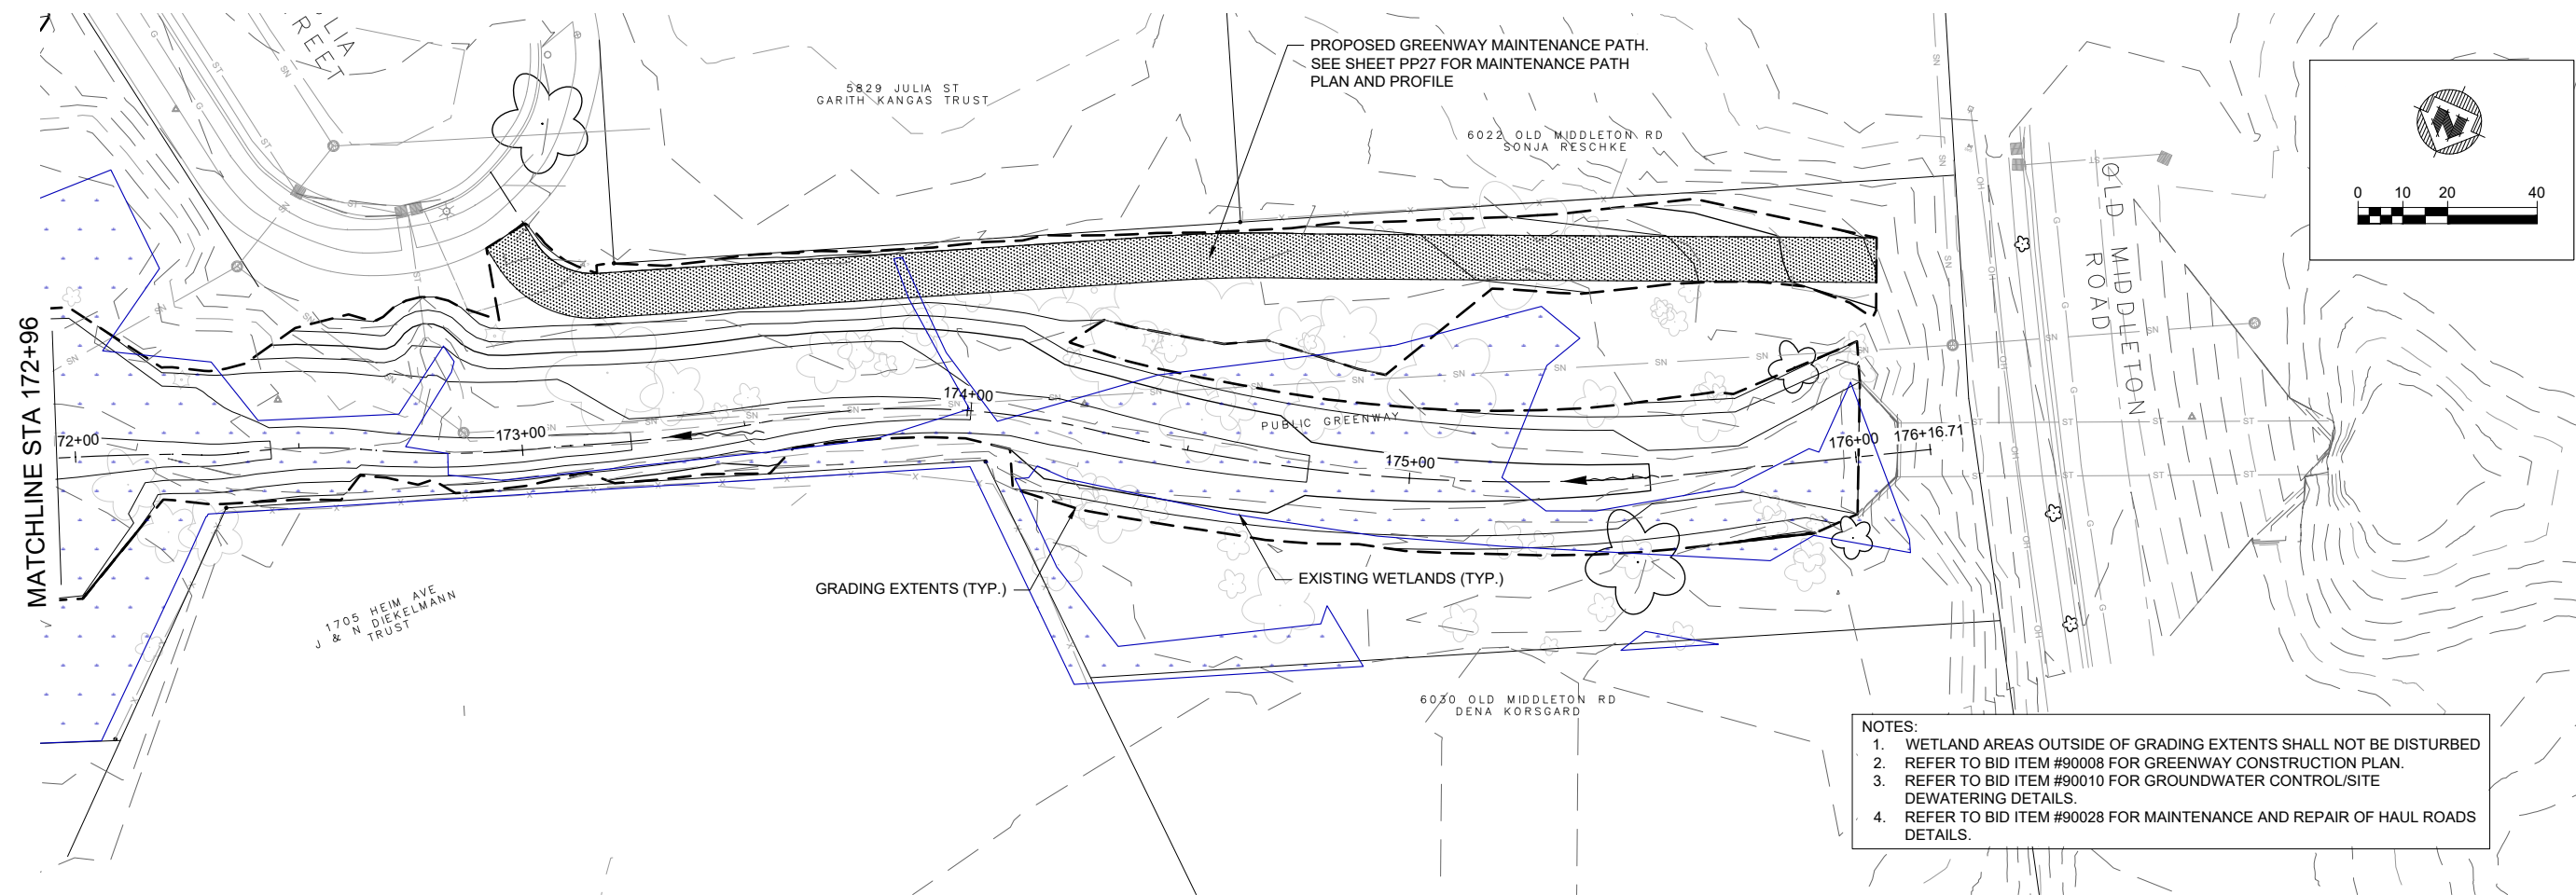 PROPOSED GREENWAY MAINTENANCE PATH.
SEE SHEET PP27 FOR MAINTENANCE PATH
PLAN AND PROFILE
LIA
REET
5829 JULIA ST
GARITH KANGAS TRUST
6022 OLD MIDDLETON RD
SONJA RESCHKE
OLD MIDDLETON
ROAD
N
0 10 20 40
MATCHLINE STA 172+96
72+00
173+00
174+00
175+00
176+00
176+16.71
PUBLIC GREENWAY
GRADING EXTENTS (TYP.)
EXISTING WETLANDS (TYP.)
1705 HEIM AVE
J & N DIEKELMANN
TRUST
6030 OLD MIDDLETON RD
DENA KORSGARD
NOTES:
1. WETLAND AREAS OUTSIDE OF GRADING EXTENTS SHALL NOT BE DISTURBED
2. REFER TO BID ITEM #90008 FOR GREENWAY CONSTRUCTION PLAN.
3. REFER TO BID ITEM #90010 FOR GROUNDWATER CONTROL/SITE
DEWATERING DETAILS.
4. REFER TO BID ITEM #90028 FOR MAINTENANCE AND REPAIR OF HAUL ROADS
DETAILS.